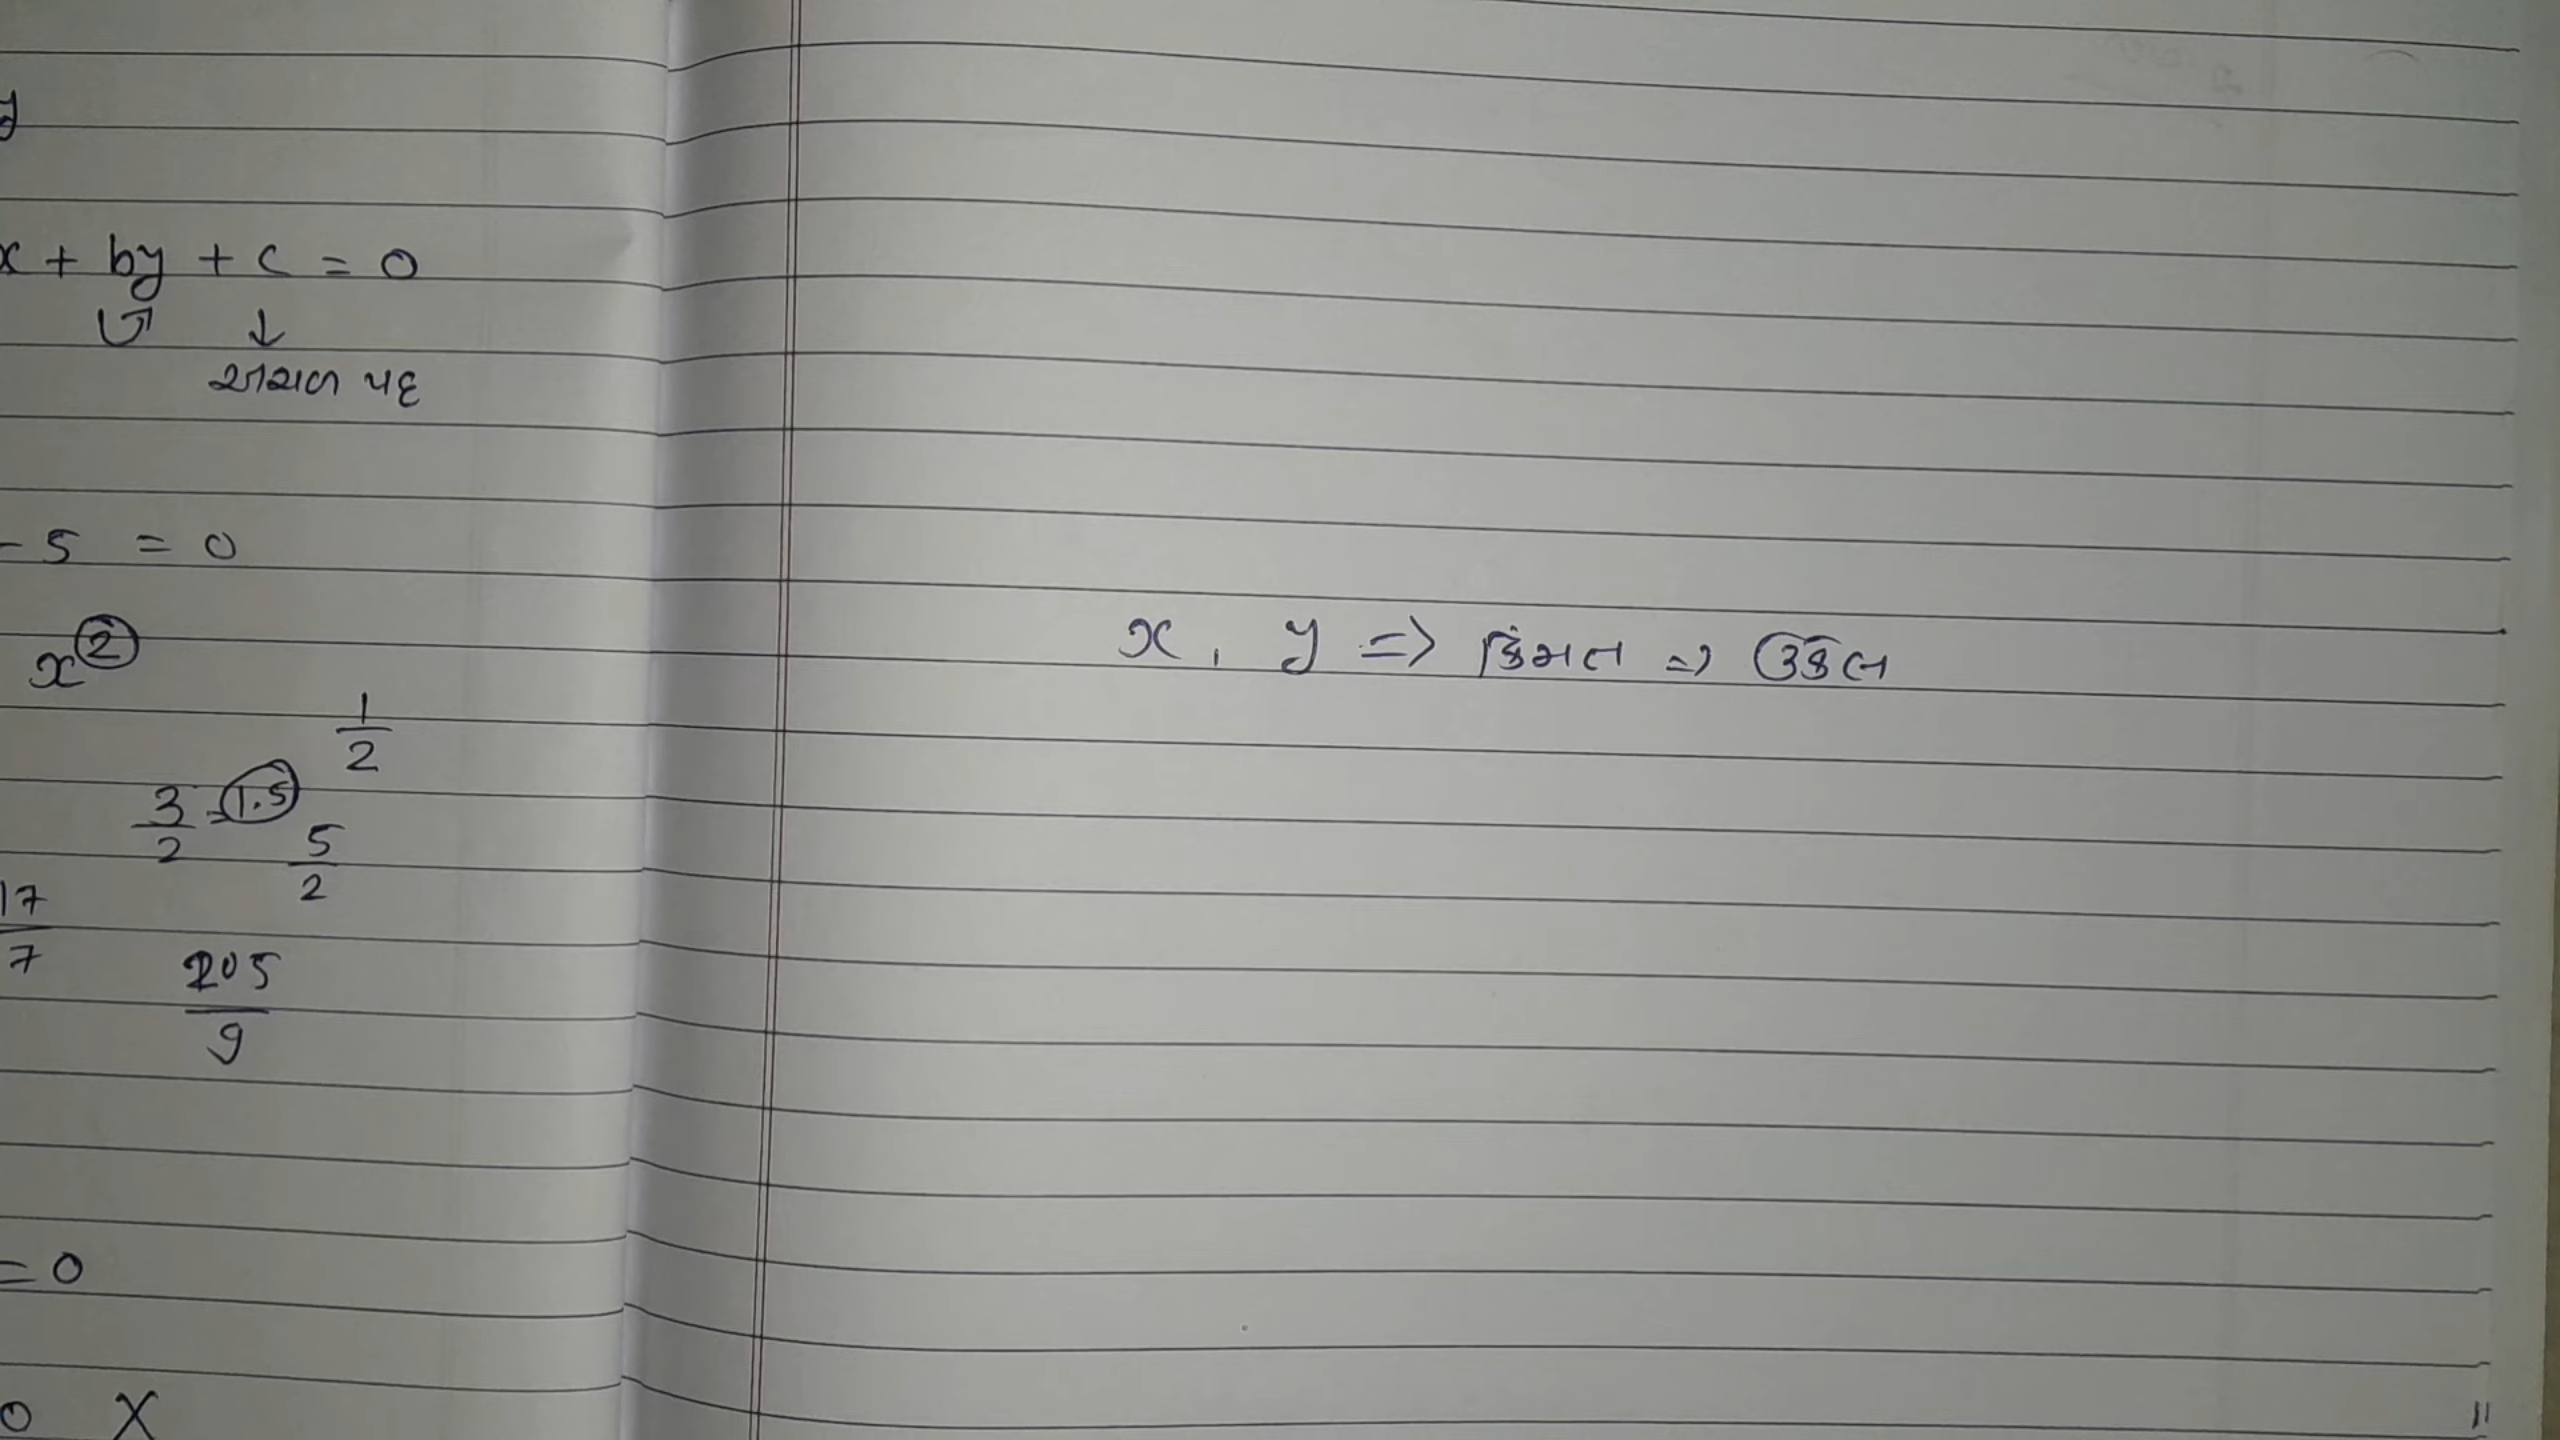 y
x + by + c = 0
અચળ પદ
- 5 = 0
x²
1/2
3/2 = 1.5
5/2
17/7
205/9
= 0
0 X
x, y => કિંમત => ઉકેલ